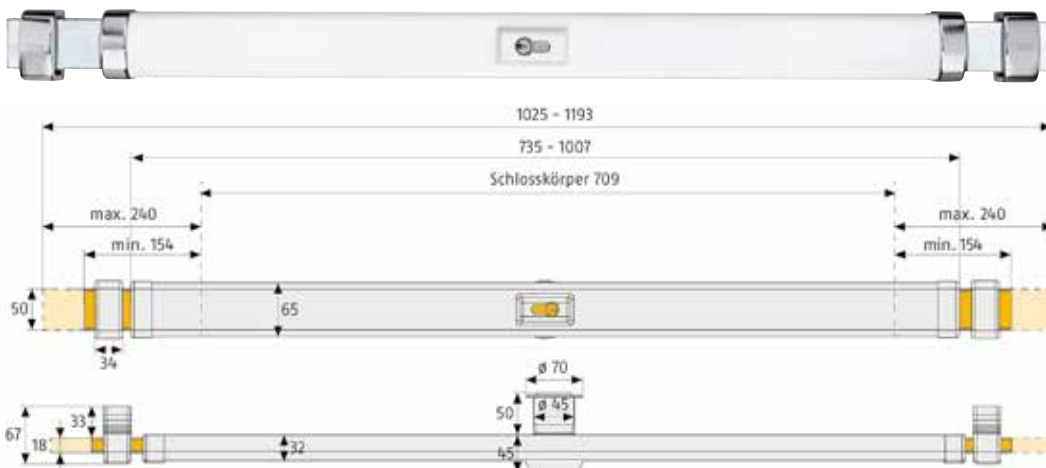 1025 - 1193
735 - 1007
Schlosskörper 709
max. 240
max. 240
min. 154
min. 154
50
65
34
ø 70
50
ø 45
67
33
18
32
45